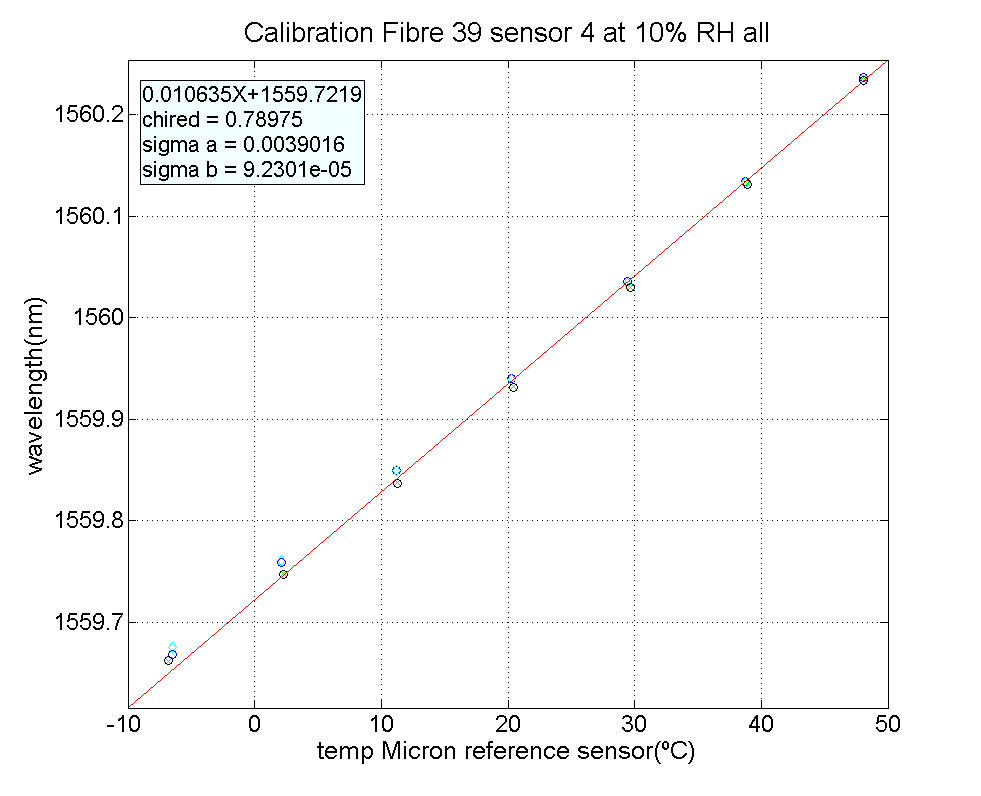 Calibration Fibre 39 sensor 4 at 10% RH all
0.010635X+1559.7219
chired = 0.78975
sigma a = 0.0039016
sigma b = 9.2301e-05
1560.2
1560.1
1560
1559.9
1559.8
1559.7
wavelength(nm)
-10 0 10 20 30 40 50
temp Micron reference sensor(ºC)